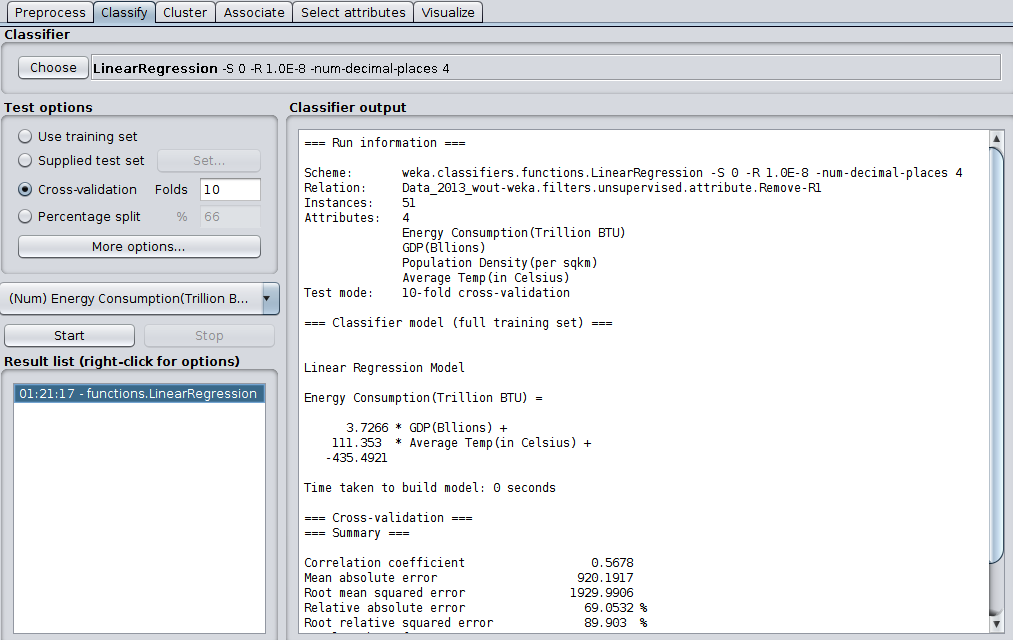 Preprocess Classify Cluster Associate Select attributes Visualize
Classifier
Choose LinearRegression -S 0 -R 1.0E-8 -num-decimal-places 4
Test options
Use training set
Supplied test set Set...
Cross-validation Folds 10
Percentage split % 66
More options...
(Num) Energy Consumption(Trillion B...
Start Stop
Result list (right-click for options)
01:21:17 - functions.LinearRegression
Classifier output
=== Run information ===
Scheme: weka.classifiers.functions.LinearRegression -S 0 -R 1.0E-8 -num-decimal-places 4
Relation: Data_2013_wout-weka.filters.unsupervised.attribute.Remove-R1
Instances: 51
Attributes: 4
Energy Consumption(Trillion BTU)
GDP(Bllions)
Population Density(per sqkm)
Average Temp(in Celsius)
Test mode: 10-fold cross-validation
=== Classifier model (full training set) ===
Linear Regression Model
Energy Consumption(Trillion BTU) =
3.7266 * GDP(Bllions) +
111.353 * Average Temp(in Celsius) +
-435.4921
Time taken to build model: 0 seconds
=== Cross-validation ===
=== Summary ===
Correlation coefficient 0.5678
Mean absolute error 920.1917
Root mean squared error 1929.9906
Relative absolute error 69.0532 %
Root relative squared error 89.903 %